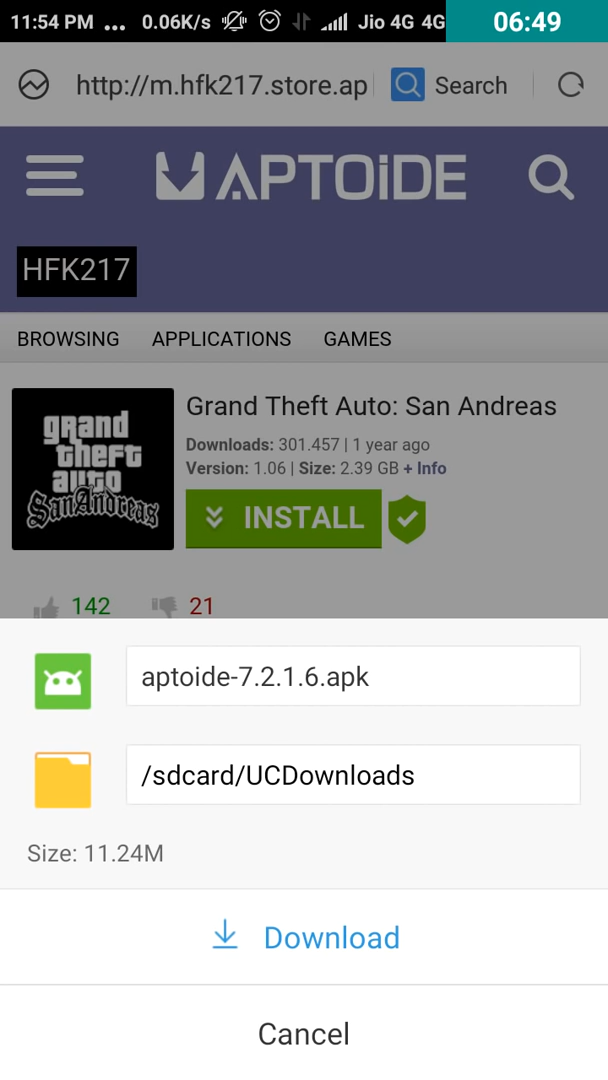 11:54 PM ... 0.06K/s Jio 4G 4G 06:49
http://m.hfk217.store.ap Search
APTOiDE
HFK217
BROWSING APPLICATIONS GAMES
grand
theft
auto
San Andreas
Grand Theft Auto: San Andreas
Downloads: 301.457 | 1 year ago
Version: 1.06 | Size: 2.39 GB + Info
INSTALL
142 21
aptoide-7.2.1.6.apk
/sdcard/UCDownloads
Size: 11.24M
Download
Cancel